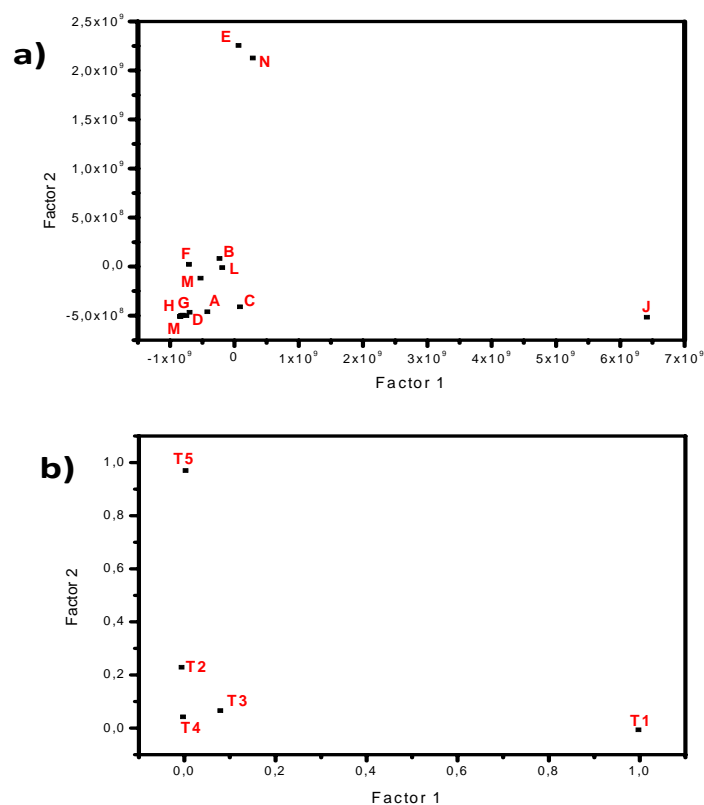 a)
2,5x10⁹
2,0x10⁹
1,5x10⁹
1,0x10⁹
5,0x10⁸
0,0
-5,0x10⁸
Factor 2
E
N
F
B
L
M
H G
A
C
D
M
J
-1x10⁹ 0 1x10⁹ 2x10⁹ 3x10⁹ 4x10⁹ 5x10⁹ 6x10⁹ 7x10⁹
Factor 1
b)
1,0
0,8
0,6
0,4
0,2
0,0
Factor 2
T5
T2
T3
T4
T1
0,0 0,2 0,4 0,6 0,8 1,0
Factor 1